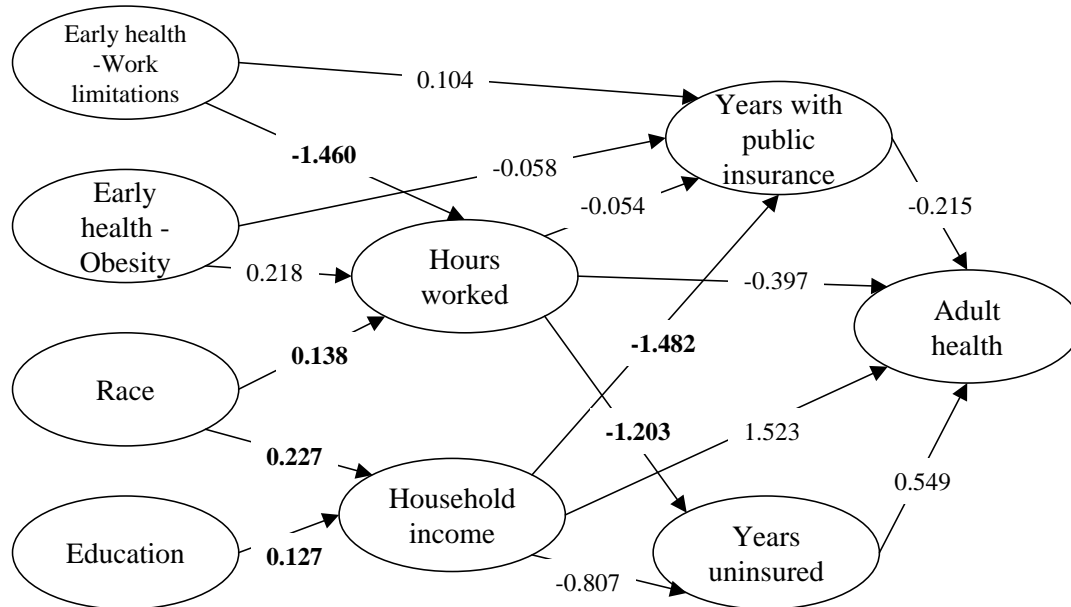 Early health
-Work
limitations
0.104
Years with
public
insurance
-1.460
-0.058
Early
health -
Obesity
-0.054
-0.215
0.218
Hours
worked
-0.397
Adult
health
0.138
-1.482
Race
0.227
-1.203
1.523
0.549
Household
income
Education
0.127
-0.807
Years
uninsured